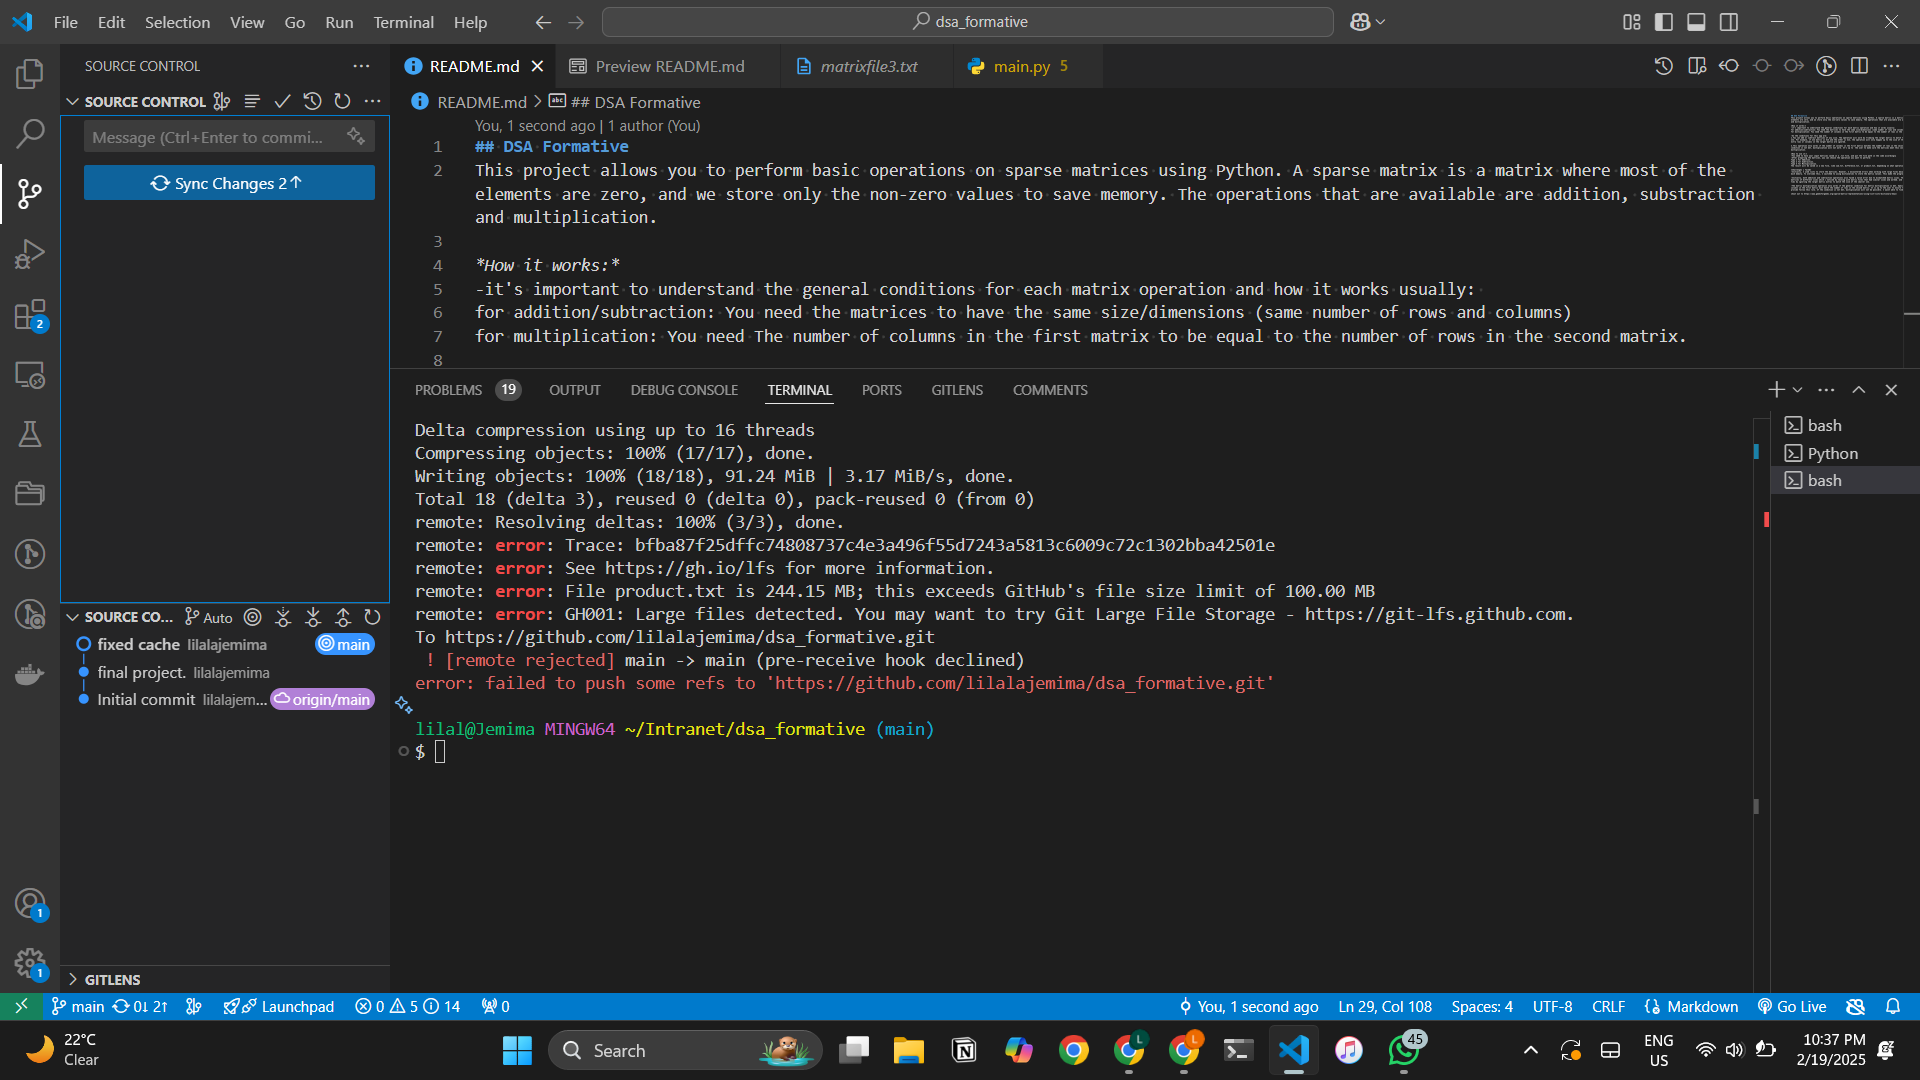 File Edit Selection View Go Run Terminal Help
dsa_formative
SOURCE CONTROL
SOURCE CONTROL
Message (Ctrl+Enter to commi...
Sync Changes 2↑
2
SOURCE CO...
Auto
fixed cache lilalajemima main
final project. lilalajemima
Initial commit lilalajem... origin/main
1
1
GITLENS
README.md
Preview README.md
matrixfile3.txt
main.py 5
README.md > ## DSA Formative
You, 1 second ago | 1 author (You)
1 ## DSA Formative
2 This project allows you to perform basic operations on sparse matrices using Python. A sparse matrix is a matrix where most of the
elements are zero, and we store only the non-zero values to save memory. The operations that are available are addition, substraction
and multiplication.
3
4 *How it works:*
5 -it's important to understand the general conditions for each matrix operation and how it works usually:
6 for addition/subtraction: You need the matrices to have the same size/dimensions (same number of rows and columns)
7 for multiplication: You need The number of columns in the first matrix to be equal to the number of rows in the second matrix.
8
PROBLEMS 19 OUTPUT DEBUG CONSOLE TERMINAL PORTS GITLENS COMMENTS
Delta compression using up to 16 threads
Compressing objects: 100% (17/17), done.
Writing objects: 100% (18/18), 91.24 MiB | 3.17 MiB/s, done.
Total 18 (delta 3), reused 0 (delta 0), pack-reused 0 (from 0)
remote: Resolving deltas: 100% (3/3), done.
remote: error: Trace: bfba87f25dffc74808737c4e3a496f55d7243a5813c6009c72c1302bba42501e
remote: error: See https://gh.io/lfs for more information.
remote: error: File product.txt is 244.15 MB; this exceeds GitHub's file size limit of 100.00 MB
remote: error: GH001: Large files detected. You may want to try Git Large File Storage - https://git-lfs.github.com.
To https://github.com/lilalajemima/dsa_formative.git
! [remote rejected] main -> main (pre-receive hook declined)
error: failed to push some refs to 'https://github.com/lilalajemima/dsa_formative.git'
lilal@Jemima MINGW64 ~/Intranet/dsa_formative (main)
$
bash
Python
bash
main 0↓ 2↑ Launchpad 0 5 14 0
You, 1 second ago Ln 29, Col 108 Spaces: 4 UTF-8 CRLF Markdown Go Live
22°C
Clear
Search
L
L
45
ENG
US
10:37 PM
2/19/2025